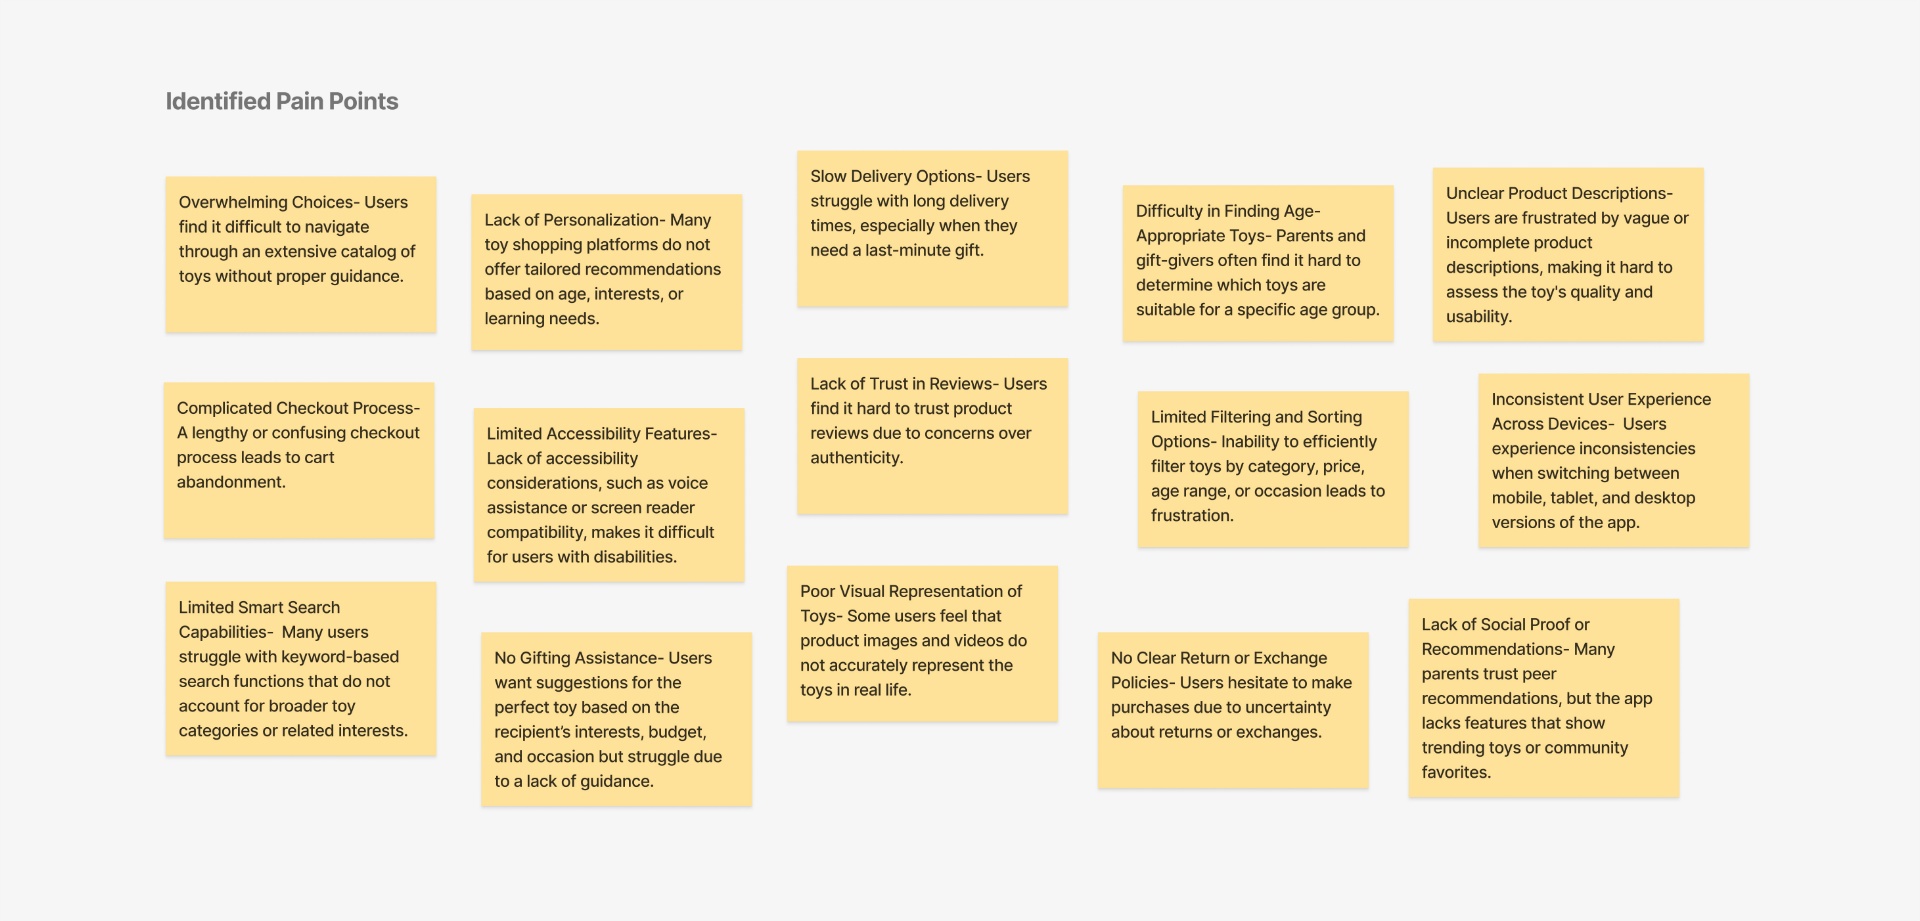 Identified Pain Points
Overwhelming Choices- Users
find it difficult to navigate
through an extensive catalog of
toys without proper guidance.
Lack of Personalization- Many
toy shopping platforms do not
offer tailored recommendations
based on age, interests, or
learning needs.
Slow Delivery Options- Users
struggle with long delivery
times, especially when they
need a last-minute gift.
Difficulty in Finding Age-
Appropriate Toys- Parents and
gift-givers often find it hard to
determine which toys are
suitable for a specific age group.
Unclear Product Descriptions-
Users are frustrated by vague or
incomplete product
descriptions, making it hard to
assess the toy's quality and
usability.
Complicated Checkout Process-
A lengthy or confusing checkout
process leads to cart
abandonment.
Limited Accessibility Features-
Lack of accessibility
considerations, such as voice
assistance or screen reader
compatibility, makes it difficult
for users with disabilities.
Lack of Trust in Reviews- Users
find it hard to trust product
reviews due to concerns over
authenticity.
Limited Filtering and Sorting
Options- Inability to efficiently
filter toys by category, price,
age range, or occasion leads to
frustration.
Inconsistent User Experience
Across Devices-  Users
experience inconsistencies
when switching between
mobile, tablet, and desktop
versions of the app.
Limited Smart Search
Capabilities-  Many users
struggle with keyword-based
search functions that do not
account for broader toy
categories or related interests.
No Gifting Assistance- Users
want suggestions for the
perfect toy based on the
recipient’s interests, budget,
and occasion but struggle due
to a lack of guidance.
Poor Visual Representation of
Toys- Some users feel that
product images and videos do
not accurately represent the
toys in real life.
No Clear Return or Exchange
Policies- Users hesitate to make
purchases due to uncertainty
about returns or exchanges.
Lack of Social Proof or
Recommendations- Many
parents trust peer
recommendations, but the app
lacks features that show
trending toys or community
favorites.